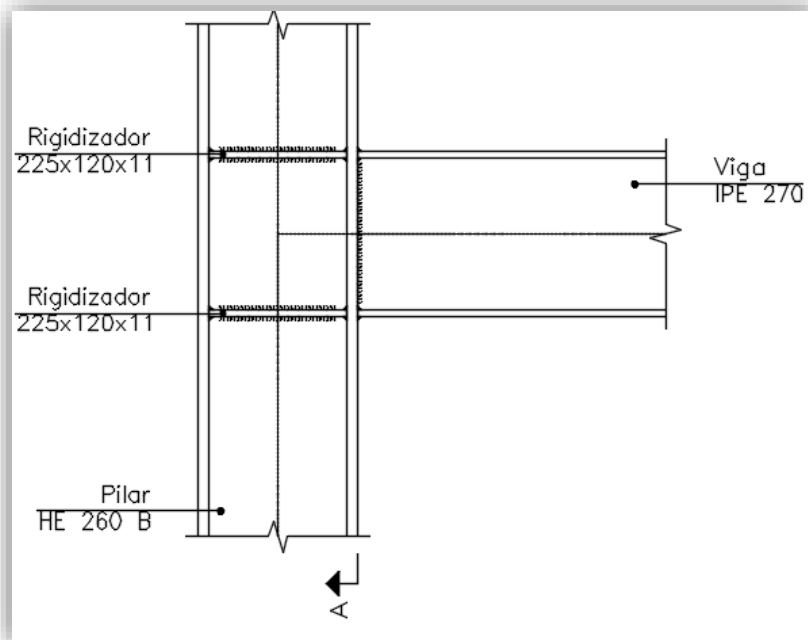 Rigidizador
225x120x11
Viga
IPE 270
Rigidizador
225x120x11
Pilar
HE 260 B
A